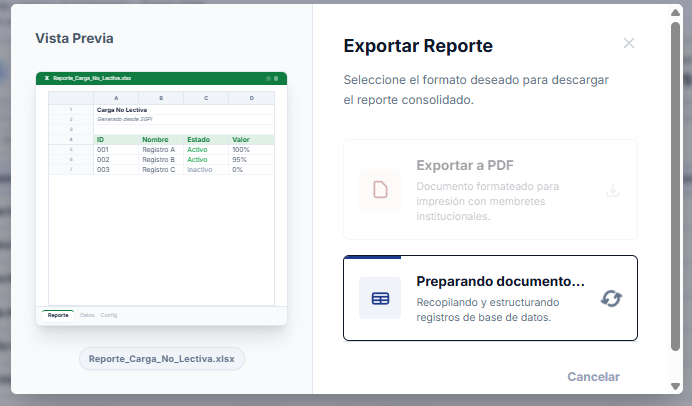 Vista Previa
X Reporte_Carga_No_Lectiva.xlsx
A B C D
1 Carga No Lectiva
2 Generado desde SGPI
3
4 ID Nombre Estado Valor
5 001 Registro A Activo 100%
6 002 Registro B Activo 95%
7 003 Registro C Inactivo 0%
Reporte Datos Config
Reporte_Carga_No_Lectiva.xlsx
Exportar Reporte
Seleccione el formato deseado para descargar
el reporte consolidado.
Exportar a PDF
Documento formateado para
impresión con membretes
institucionales.
Preparando documento...
Recopilando y estructurando
registros de base de datos.
Cancelar